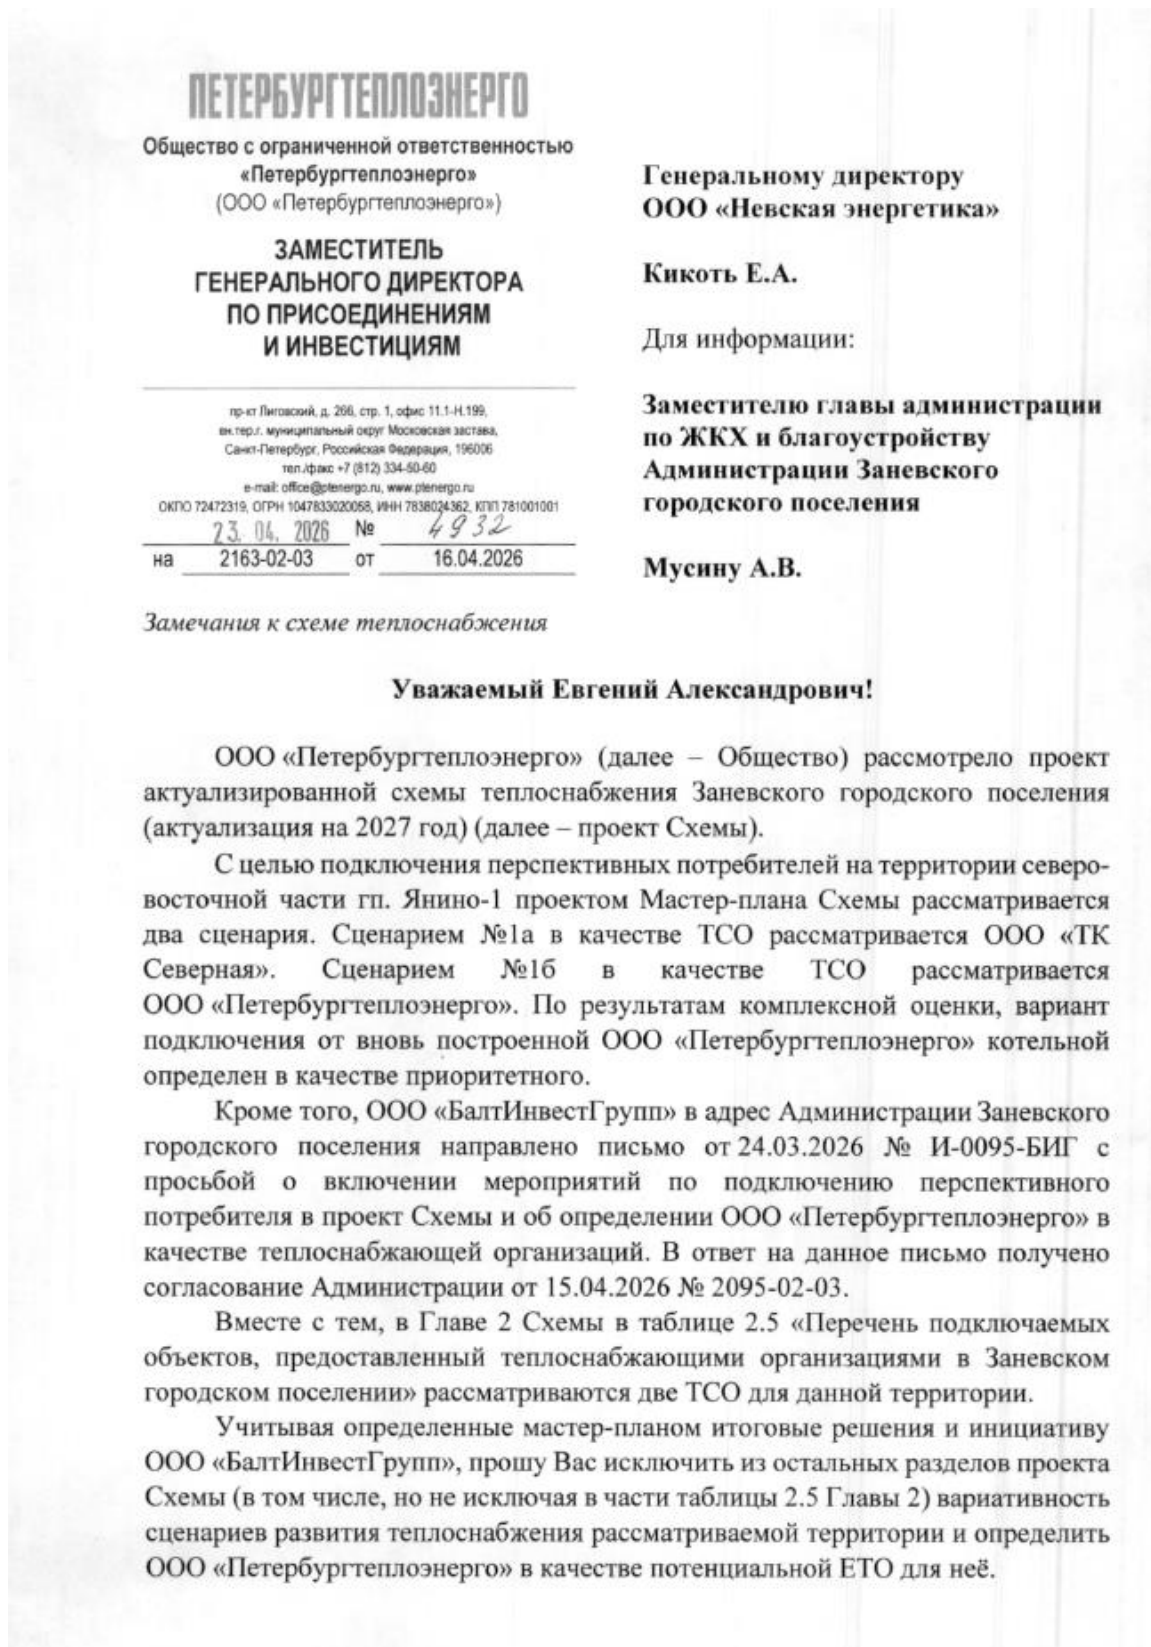 ПЕТЕРБУРГТЕПЛОЭНЕРГО
Общество с ограниченной ответственностью
«Петербургтеплоэнерго»
(ООО «Петербургтеплоэнерго»)
ЗАМЕСТИТЕЛЬ
ГЕНЕРАЛЬНОГО ДИРЕКТОРА
ПО ПРИСОЕДИНЕНИЯМ
И ИНВЕСТИЦИЯМ
пр-кт Лиговский, д. 266, стр. 1, офис 11.1-Н.199,
вн.тер.г. муниципальный округ Московская застава,
Санкт-Петербург, Российская Федерация, 196006
тел./факс +7 (812) 334-50-60
e-mail: office@ptenergo.ru, www.ptenergo.ru
ОКПО 72472319, ОГРН 1047833020068, ИНН 7838024362, КПП 781001001
23. 04. 2026 № 4932
на 2163-02-03 от 16.04.2026
Генеральному директору
ООО «Невская энергетика»
Кикоть Е.А.
Для информации:
Заместителю главы администрации
по ЖКХ и благоустройству
Администрации Заневского
городского поселения
Мусину А.В.
Замечания к схеме теплоснабжения
Уважаемый Евгений Александрович!
ООО «Петербургтеплоэнерго» (далее – Общество) рассмотрело проект
актуализированной схемы теплоснабжения Заневского городского поселения
(актуализация на 2027 год) (далее – проект Схемы).
С целью подключения перспективных потребителей на территории северо-
восточной части гп. Янино-1 проектом Мастер-плана Схемы рассматривается
два сценария. Сценарием №1а в качестве ТСО рассматривается ООО «ТК
Северная». Сценарием №1б в качестве ТСО рассматривается
ООО «Петербургтеплоэнерго». По результатам комплексной оценки, вариант
подключения от вновь построенной ООО «Петербургтеплоэнерго» котельной
определен в качестве приоритетного.
Кроме того, ООО «БалтИнвестГрупп» в адрес Администрации Заневского
городского поселения направлено письмо от 24.03.2026 № И-0095-БИГ с
просьбой о включении мероприятий по подключению перспективного
потребителя в проект Схемы и об определении ООО «Петербургтеплоэнерго» в
качестве теплоснабжающей организаций. В ответ на данное письмо получено
согласование Администрации от 15.04.2026 № 2095-02-03.
Вместе с тем, в Главе 2 Схемы в таблице 2.5 «Перечень подключаемых
объектов, предоставленный теплоснабжающими организациями в Заневском
городском поселении» рассматриваются две ТСО для данной территории.
Учитывая определенные мастер-планом итоговые решения и инициативу
ООО «БалтИнвестГрупп», прошу Вас исключить из остальных разделов проекта
Схемы (в том числе, но не исключая в части таблицы 2.5 Главы 2) вариативность
сценариев развития теплоснабжения рассматриваемой территории и определить
ООО «Петербургтеплоэнерго» в качестве потенциальной ЕТО для неё.